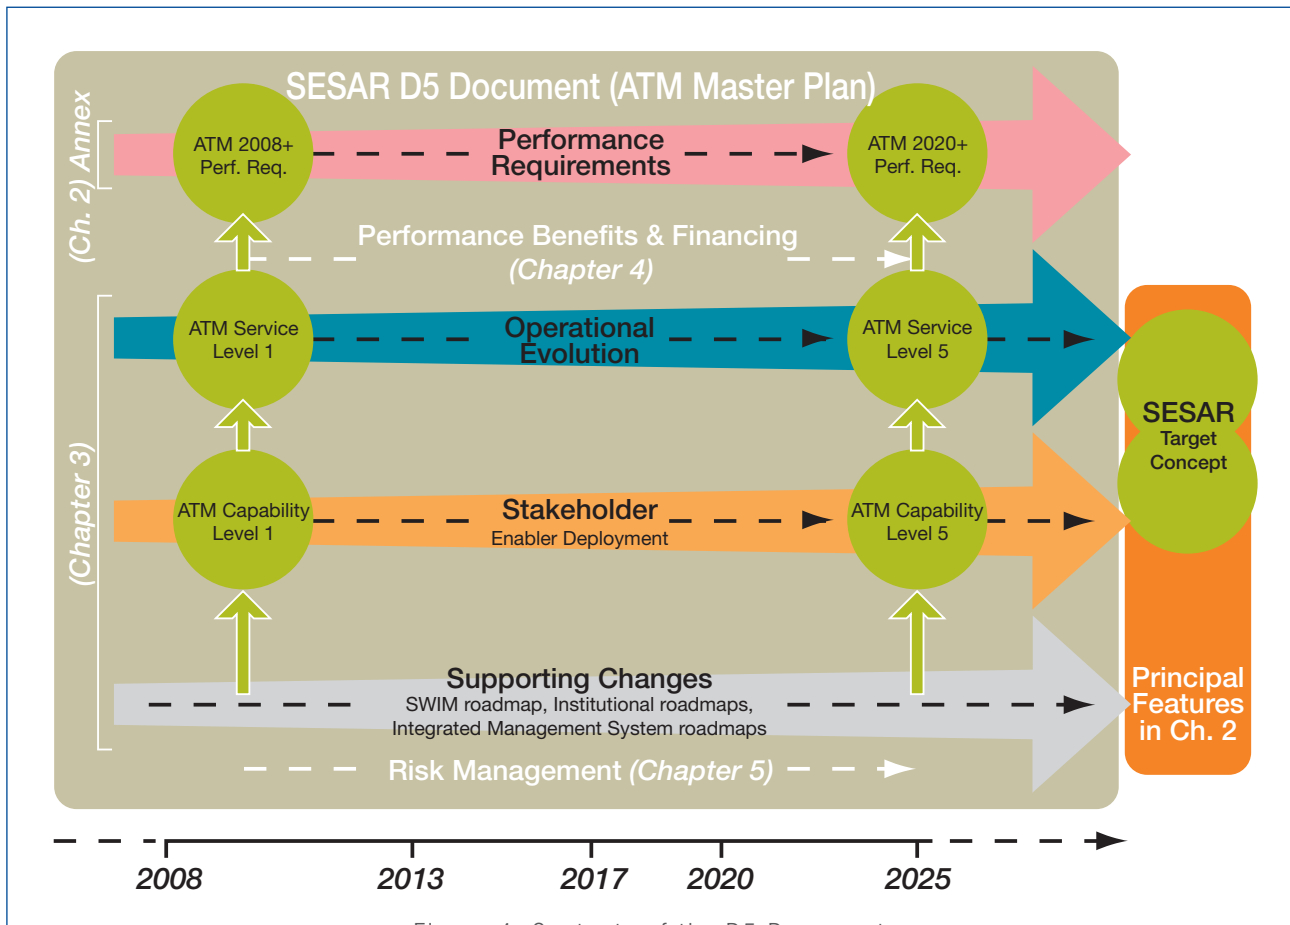 SESAR D5 Document (ATM Master Plan)
(Ch. 2) Annex
ATM 2008+
Perf. Req.
Performance
Requirements
ATM 2020+
Perf. Req.
Performance Benefits & Financing
(Chapter 4)
(Chapter 3)
ATM Service
Level 1
Operational
Evolution
ATM Service
Level 5
SESAR
Target
Concept
ATM Capability
Level 1
Stakeholder
Enabler Deployment
ATM Capability
Level 5
Supporting Changes
SWIM roadmap, Institutional roadmaps,
Integrated Management System roadmaps
Principal
Features
in Ch. 2
Risk Management (Chapter 5)
2008
2013
2017
2020
2025